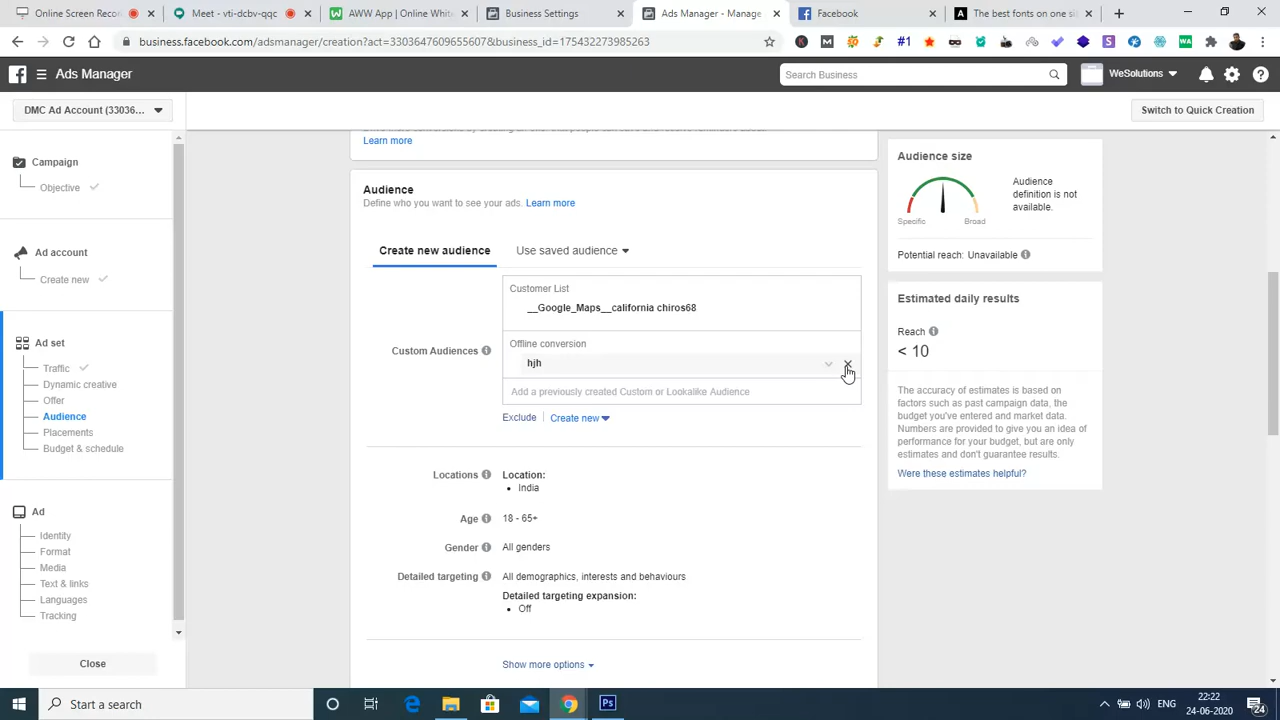 Screen Recording
Meet - vti-dcbv-qqc
AWW App | Online White
Business Settings
Ads Manager - Manage
Facebook
The best fonts on one si
business.facebook.com/adsmanager/creation?act=3303647609655607&business_id=175432273985263
#1
Ads Manager
Search Business
WeSolutions
DMC Ad Account (33036...
Switch to Quick Creation
Campaign
Objective
Ad account
Create new
Ad set
Traffic
Dynamic creative
Offer
Audience
Placements
Budget & schedule
Ad
Identity
Format
Media
Text & links
Languages
Tracking
Close
Learn more
Audience
Define who you want to see your ads. Learn more
Create new audience
Use saved audience
Customer List
__Google_Maps__california chiros68
Custom Audiences
Offline conversion
hjh
Add a previously created Custom or Lookalike Audience
Exclude
Create new
Locations
Location:
India
Age
18 - 65+
Gender
All genders
Detailed targeting
All demographics, interests and behaviours
Detailed targeting expansion:
Off
Show more options
Audience size
Audience
definition is not
available.
Specific
Broad
Potential reach: Unavailable
Estimated daily results
Reach
< 10
The accuracy of estimates is based on
factors such as past campaign data, the
budget you've entered and market data.
Numbers are provided to give you an idea of
performance for your budget, but are only
estimates and don't guarantee results.
Were these estimates helpful?
Start a search
Ps
ENG
22:22
24-06-2020
24